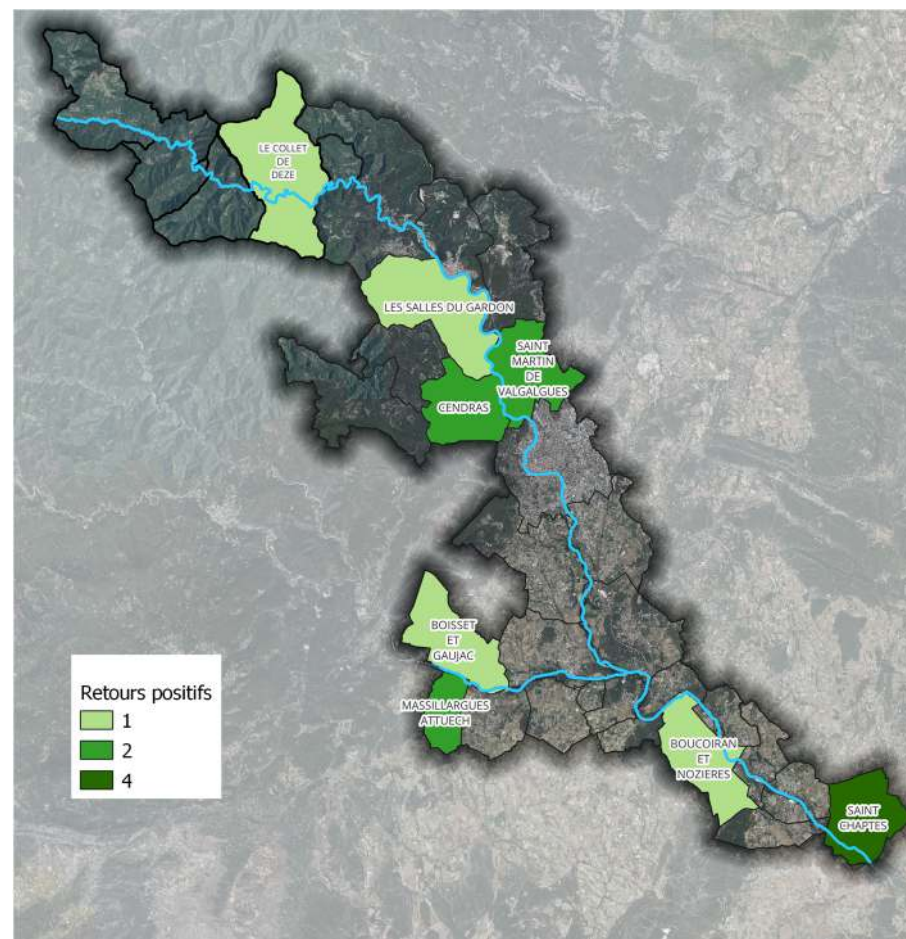 LE COLLET
DE
DEZE
LES SALLES DU GARDON
SAINT
MARTIN
DE
VALGALGUES
CENDRAS
BOISSET
ET
GAUJAC
MASSILLARGUES
ATTUECH
BOUCOIRAN
ET
NOZIERES
SAINT
CHAPTES
Retours positifs
1
2
4